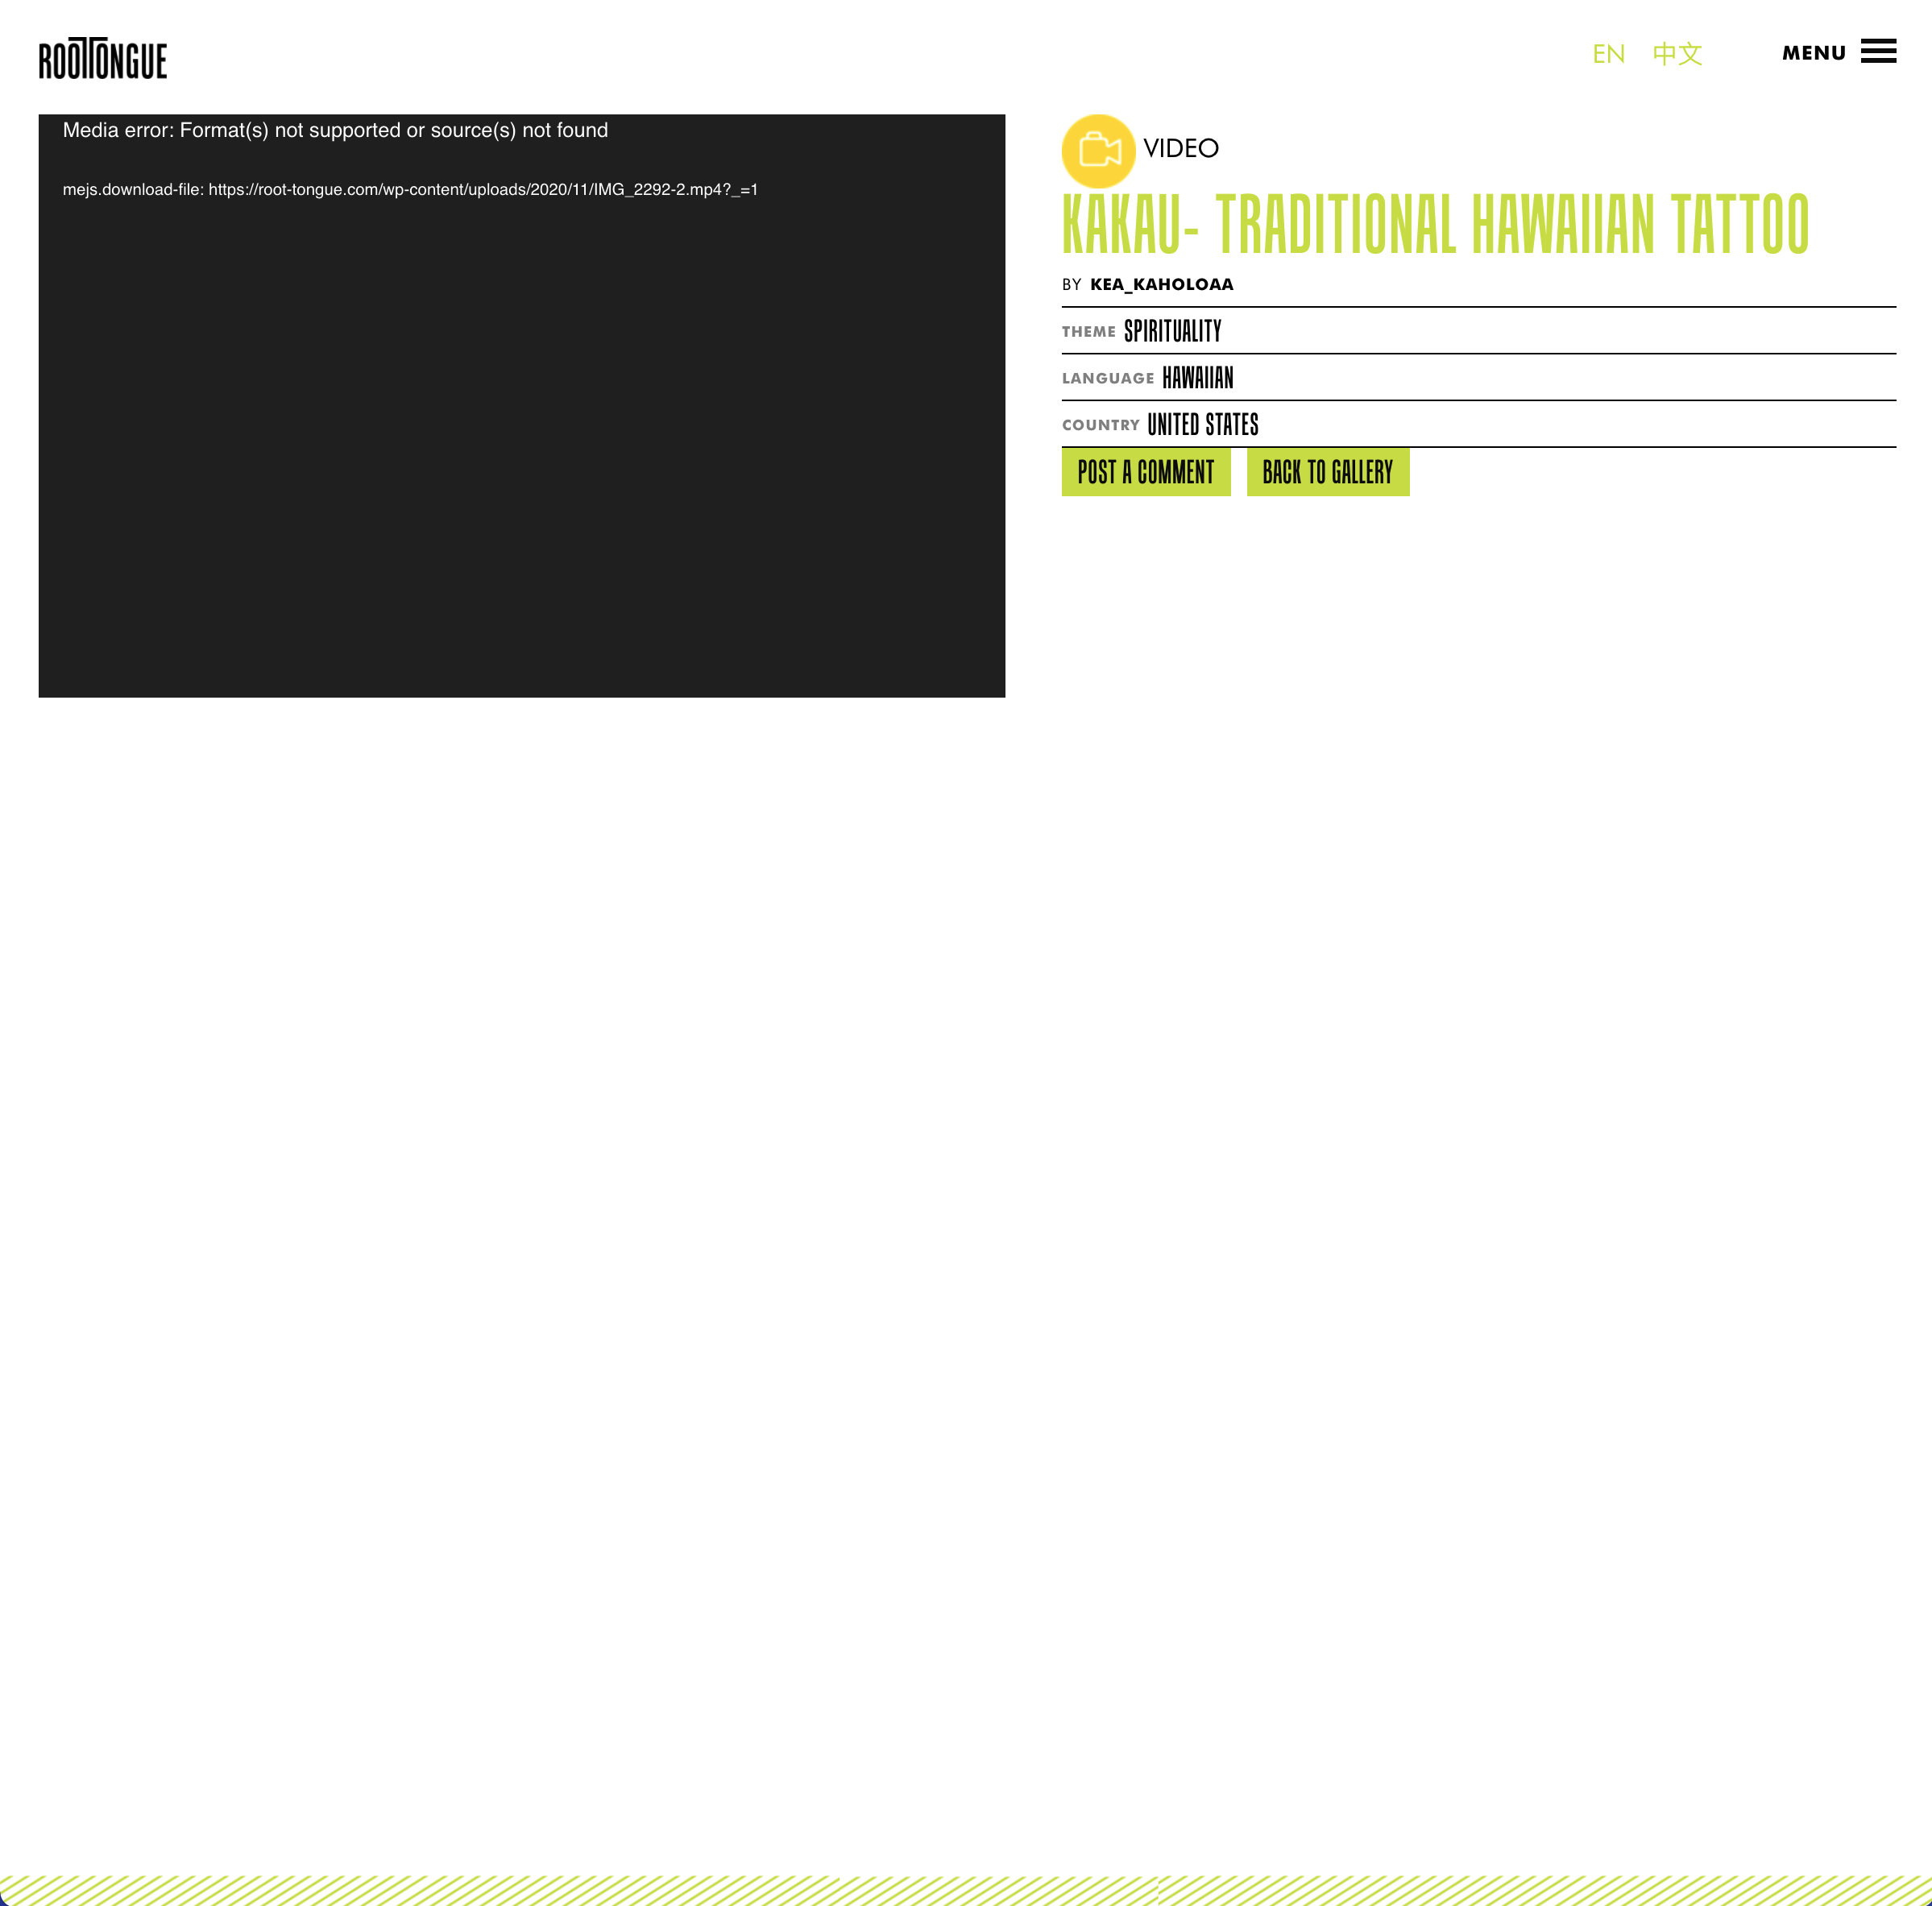 ROOTTONGUE
EN 中文 MENU
Media error: Format(s) not supported or source(s) not found
mejs.download-file: https://root-tongue.com/wp-content/uploads/2020/11/IMG_2292-2.mp4?_=1
VIDEO
KAKAU- TRADITIONAL HAWAIIAN TATTOO
BY KEA_KAHOLOAA
THEME SPIRITUALITY
LANGUAGE HAWAIIAN
COUNTRY UNITED STATES
POST A COMMENT BACK TO GALLERY